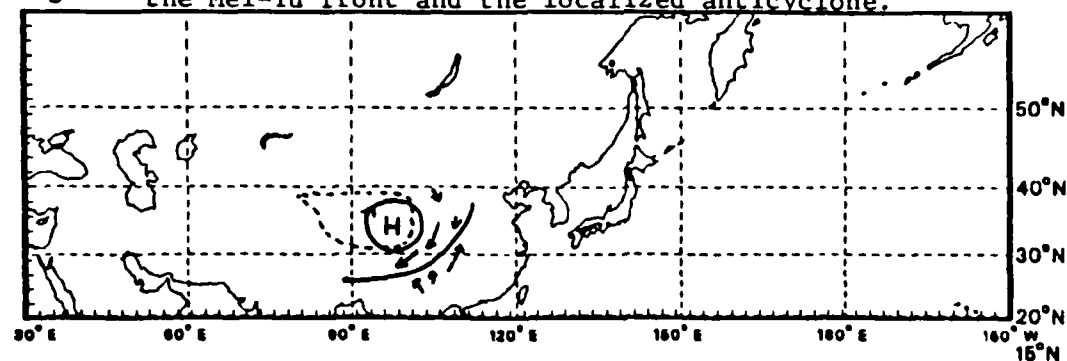 the Mei-Yu front and the localized anticyclone.
50°N
40°N
H
30°N
20°N
30°E 60°E 90°E 120°E 150°E 180°E 160°W
15°N